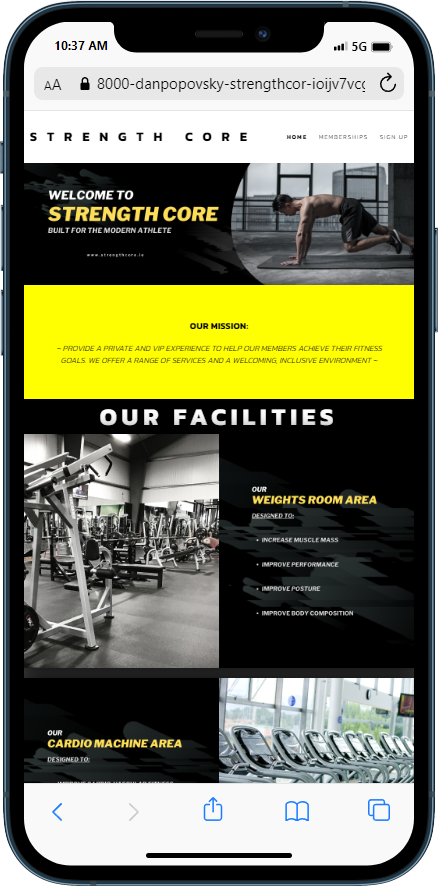 10:37 AM
5G
AA
8000-danpopovsky-strengthcor-ioijv7vcg
STRENGTH CORE
HOME MEMBERSHIPS SIGN UP
WELCOME TO
STRENGTH CORE
BUILT FOR THE MODERN ATHLETE
www.strengthcore.ie
OUR MISSION:
~ PROVIDE A PRIVATE AND VIP EXPERIENCE TO HELP OUR MEMBERS ACHIEVE THEIR FITNESS
GOALS. WE OFFER A RANGE OF SERVICES AND A WELCOMING, INCLUSIVE ENVIRONMENT ~
OUR FACILITIES
OUR
WEIGHTS ROOM AREA
DESIGNED TO:
• INCREASE MUSCLE MASS
• IMPROVE PERFORMANCE
• IMPROVE POSTURE
• IMPROVE BODY COMPOSITION
OUR
CARDIO MACHINE AREA
DESIGNED TO: